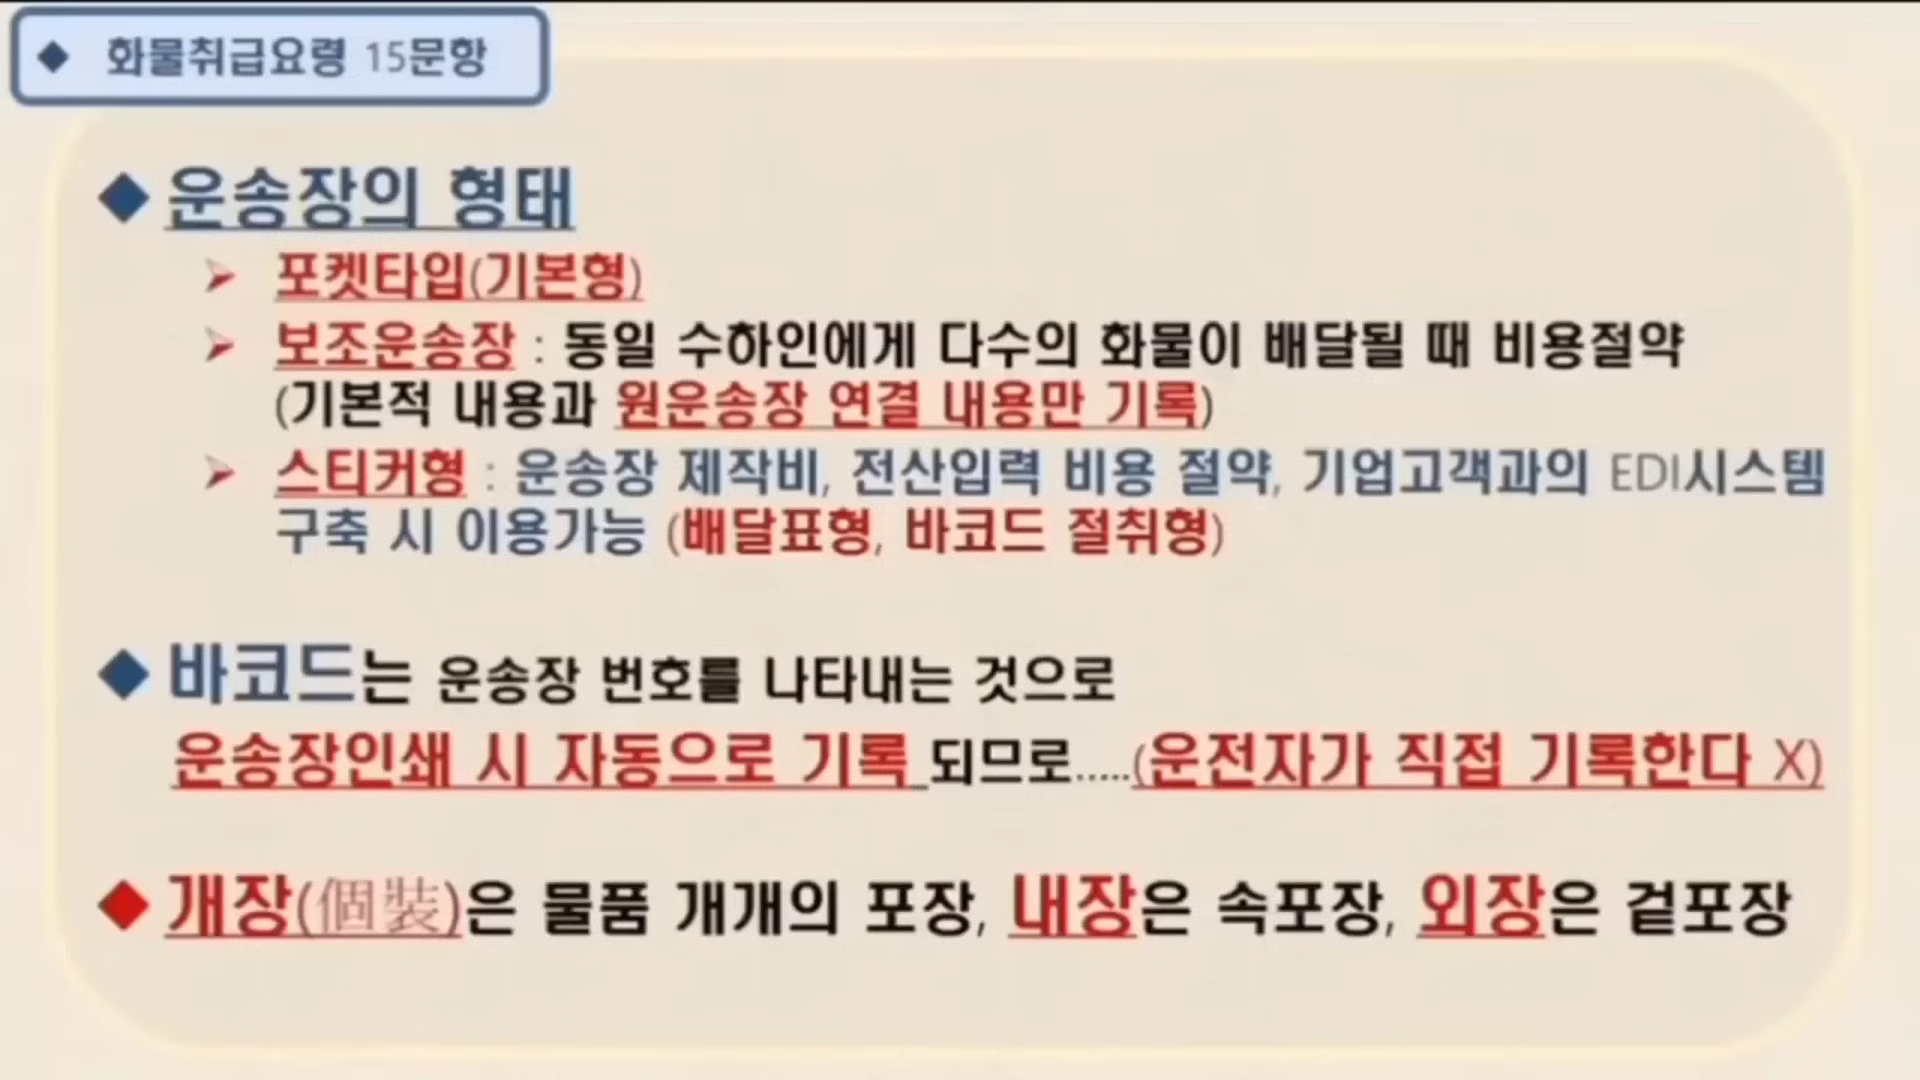 ◆ 화물취급요령 15문항
◆ 운송장의 형태
➢ 포켓타입(기본형)
➢ 보조운송장 : 동일 수하인에게 다수의 화물이 배달될 때 비용절약
(기본적 내용과 원운송장 연결 내용만 기록)
➢ 스티커형 : 운송장 제작비, 전산입력 비용 절약, 기업고객과의 EDI시스템
구축 시 이용가능 (배달표형, 바코드 절취형)
◆ 바코드는 운송장 번호를 나타내는 것으로
운송장인쇄 시 자동으로 기록 되므로.....(운전자가 직접 기록한다 X)
◆ 개장(個裝)은 물품 개개의 포장, 내장은 속포장, 외장은 겉포장